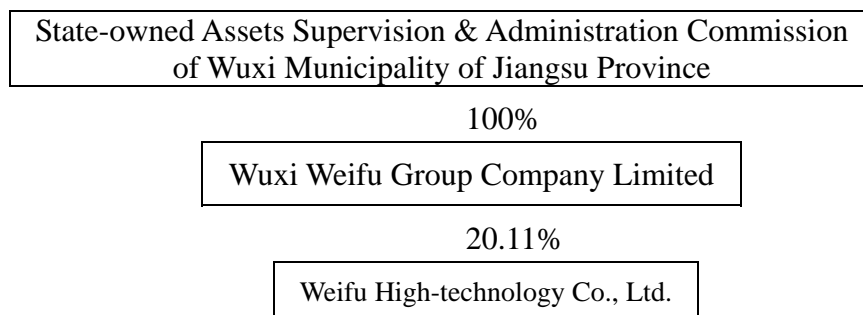 State-owned Assets Supervision & Administration Commission
of Wuxi Municipality of Jiangsu Province
100%
Wuxi Weifu Group Company Limited
20.11%
Weifu High-technology Co., Ltd.